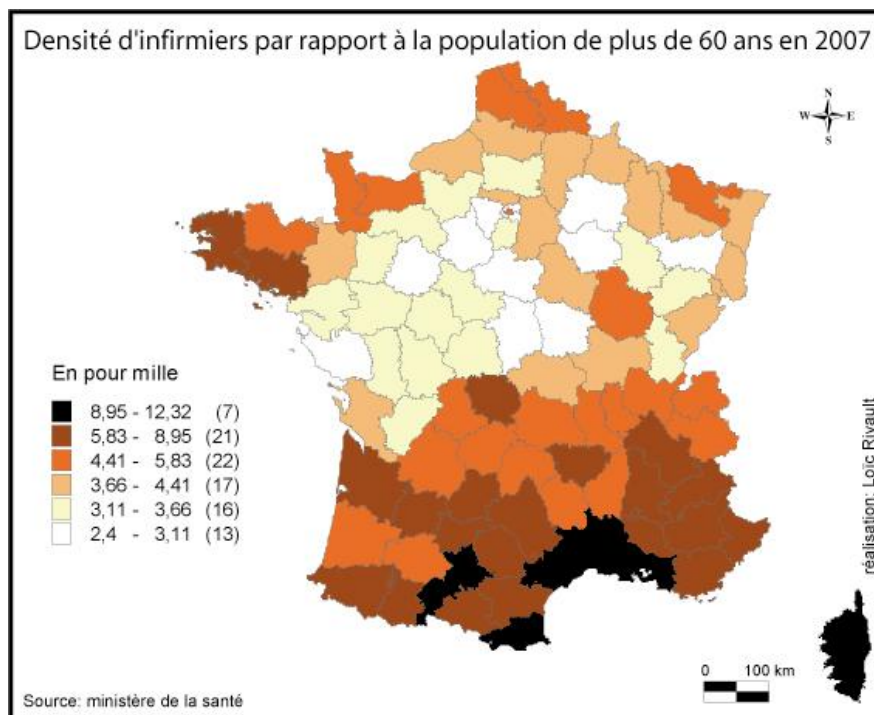 Densité d'infirmiers par rapport à la population de plus de 60 ans en 2007
N
W E
S
En pour mille
8,95 - 12,32 (7)
5,83 - 8,95 (21)
4,41 - 5,83 (22)
3,66 - 4,41 (17)
3,11 - 3,66 (16)
2,4 - 3,11 (13)
réalisation: Loïc Rivault
0 100 km
Source: ministère de la santé